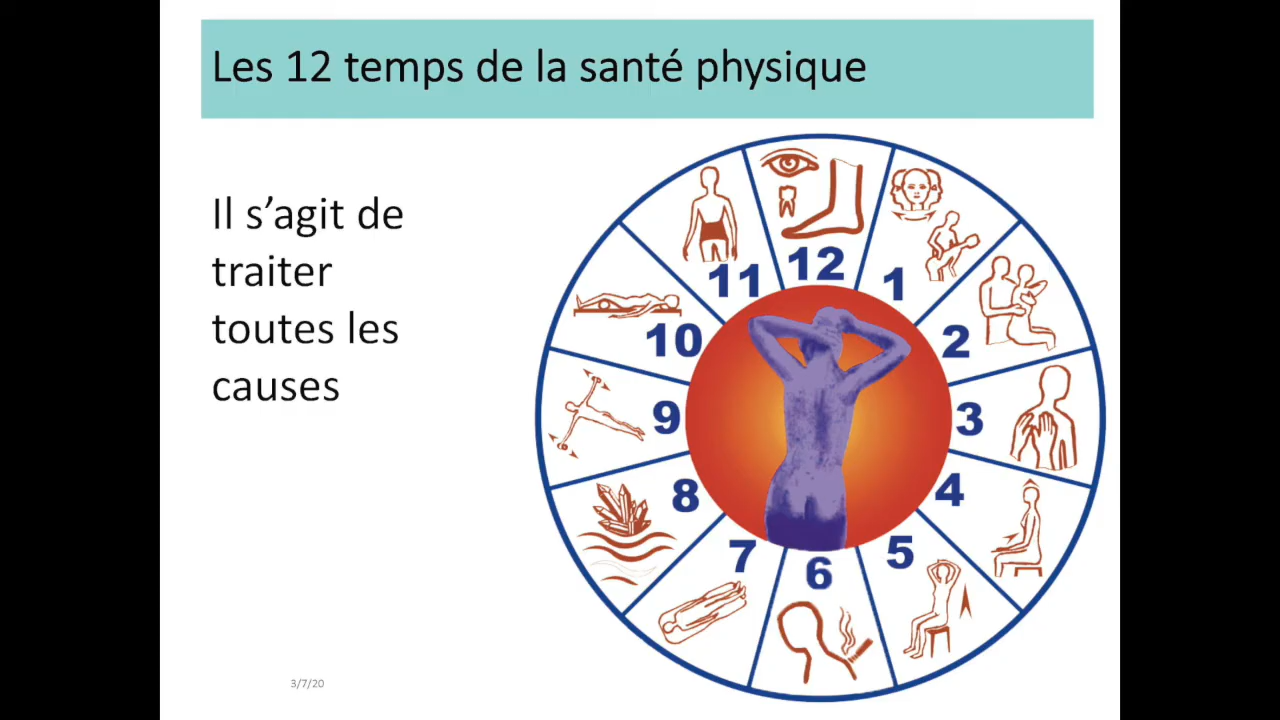 Les 12 temps de la santé physique
Il s’agit de
traiter
toutes les
causes
12
1
2
3
4
5
6
7
8
9
10
11
3/7/20